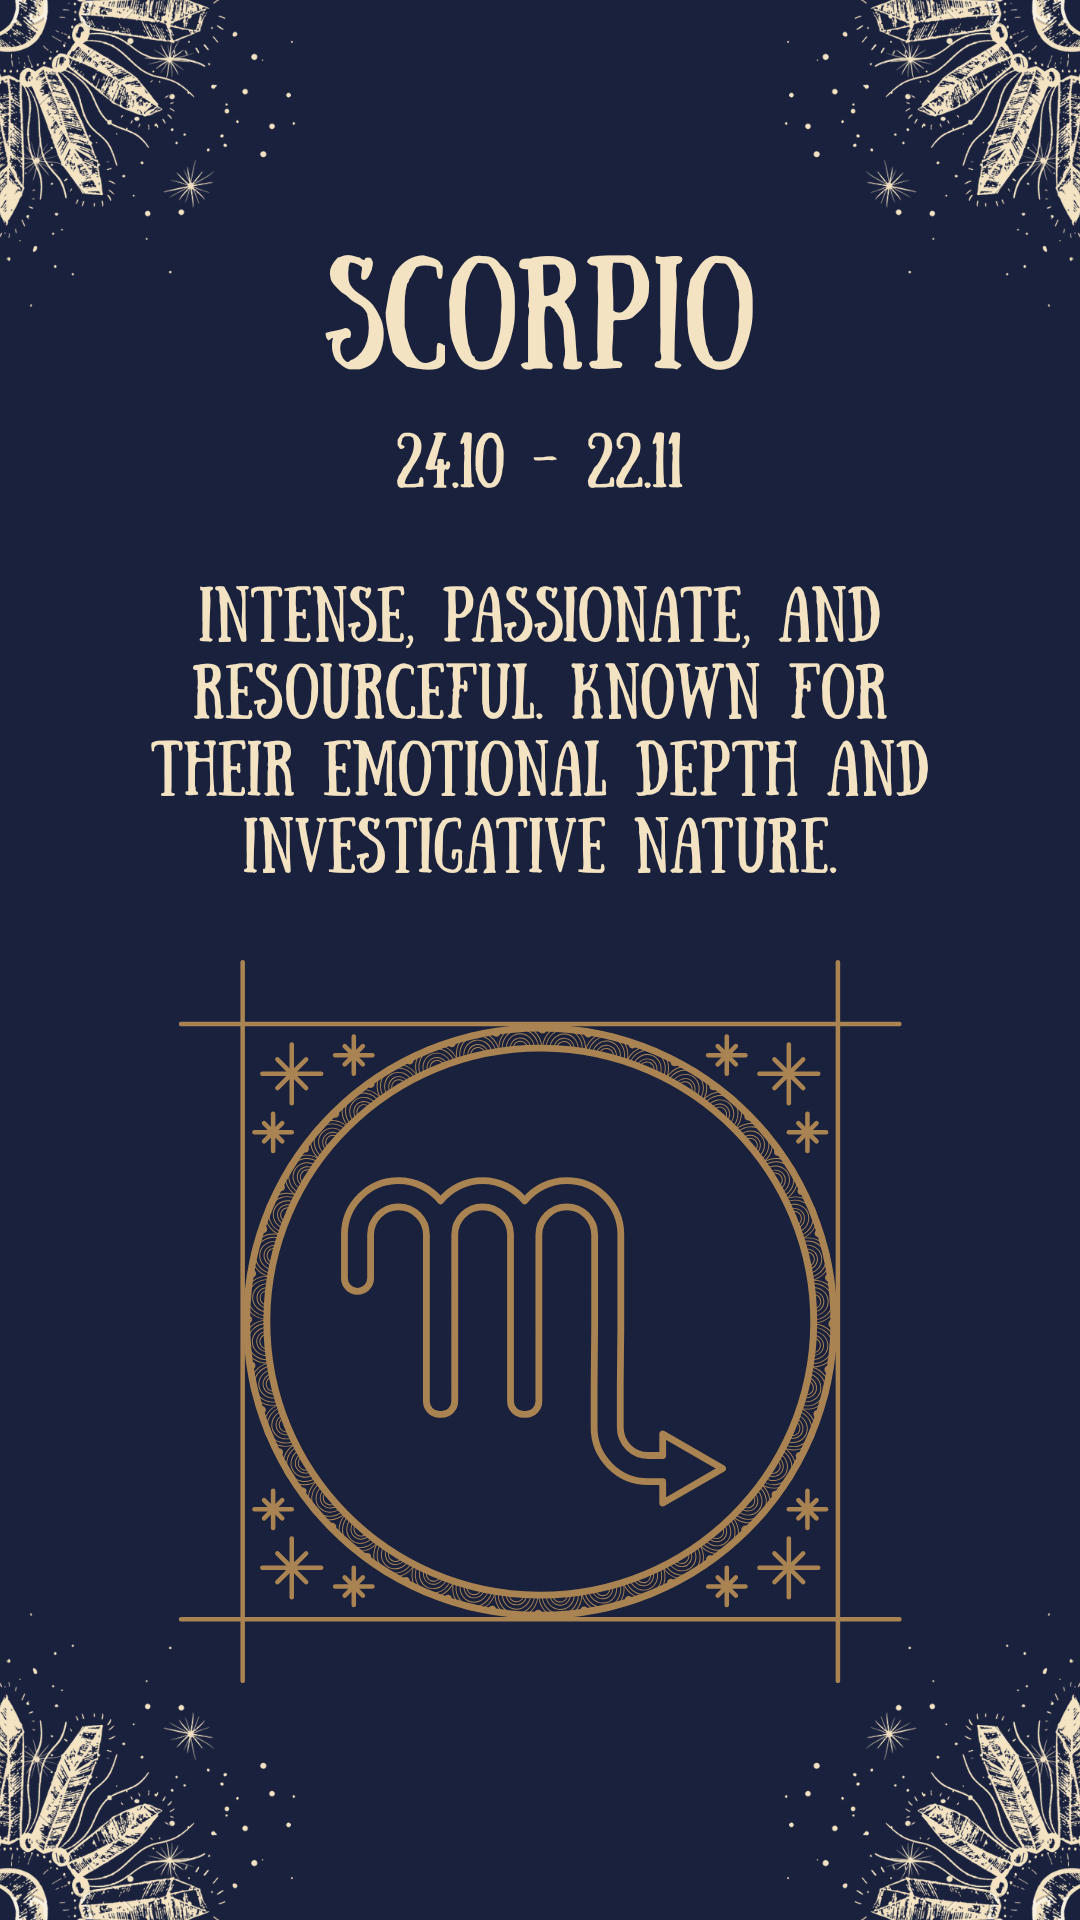 SCORPIO
24.10 - 22.11
INTENSE, PASSIONATE, AND
RESOURCEFUL. KNOWN FOR
THEIR EMOTIONAL DEPTH AND
INVESTIGATIVE NATURE.